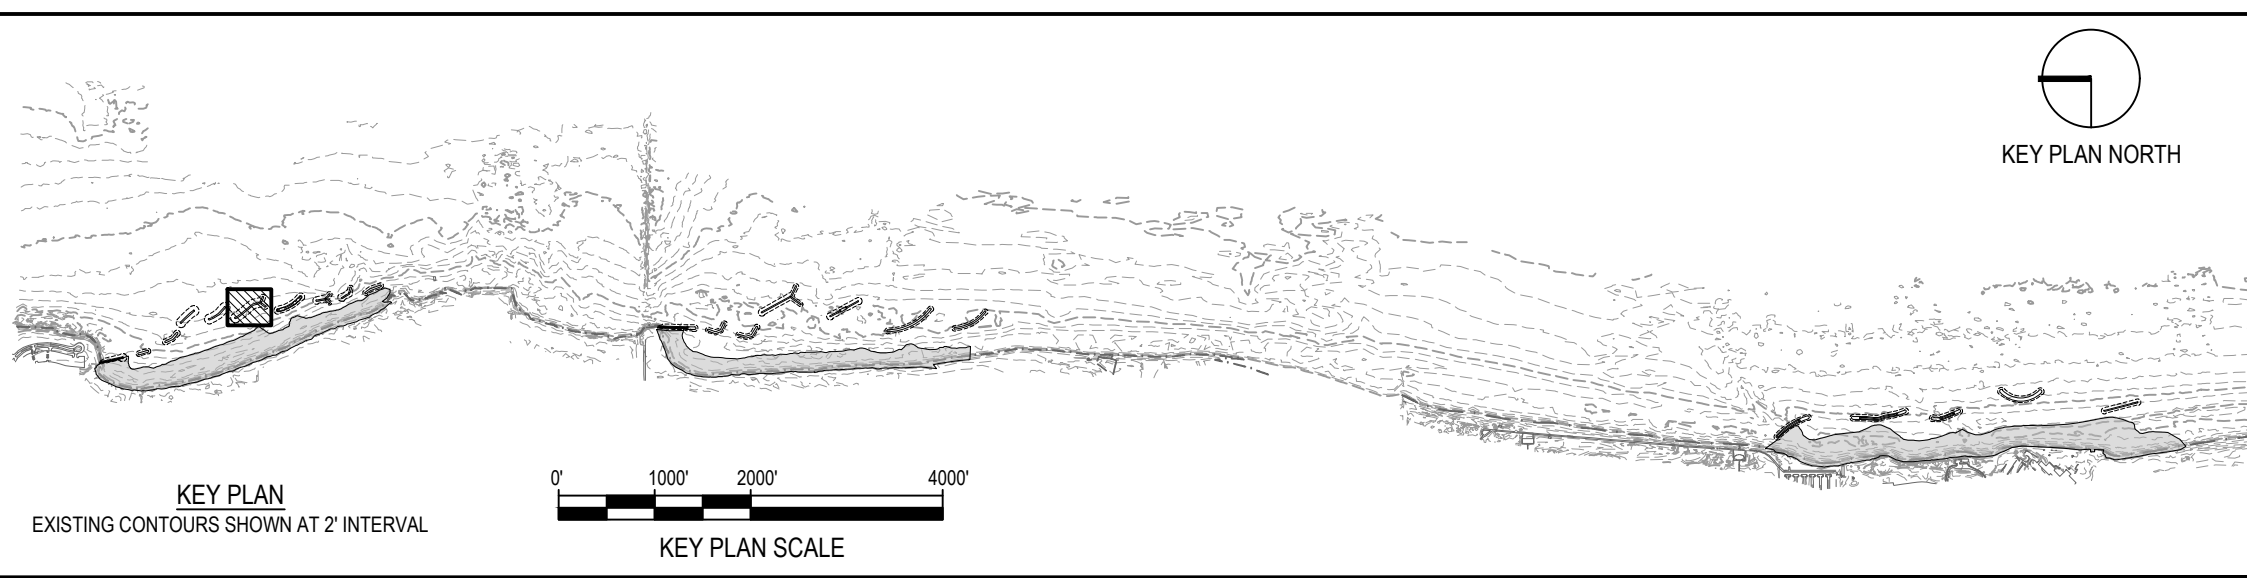 KEY PLAN NORTH
KEY PLAN
EXISTING CONTOURS SHOWN AT 2' INTERVAL
0' 1000' 2000' 4000'
KEY PLAN SCALE